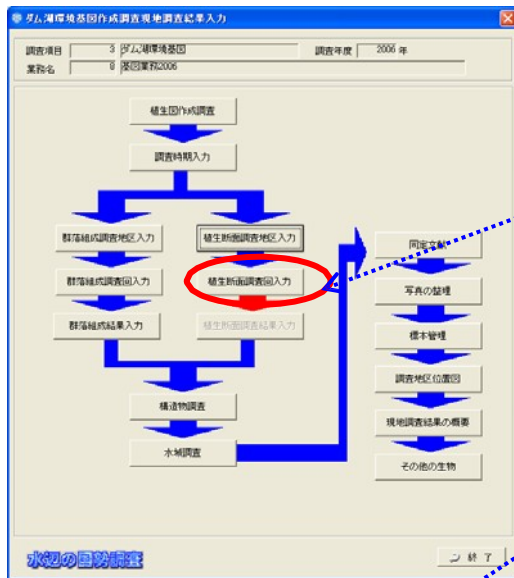 ダム湖環境基図作成調査現地調査結果入力
調査項目 3 ダム湖環境基図 調査年度 2006 年
業務名 8 基図業務2006
植生図作成調査
調査時期入力
群落組成調査地区入力
植生断面調査地区入力
群落組成調査回入力
植生断面調査回入力
群落組成結果入力
植生断面調査結果入力
構造物調査
水域調査
同定文献
写真の整理
標本管理
調査地区位置図
現地調査結果の概要
その他の生物
水辺の国勢調査
終 了